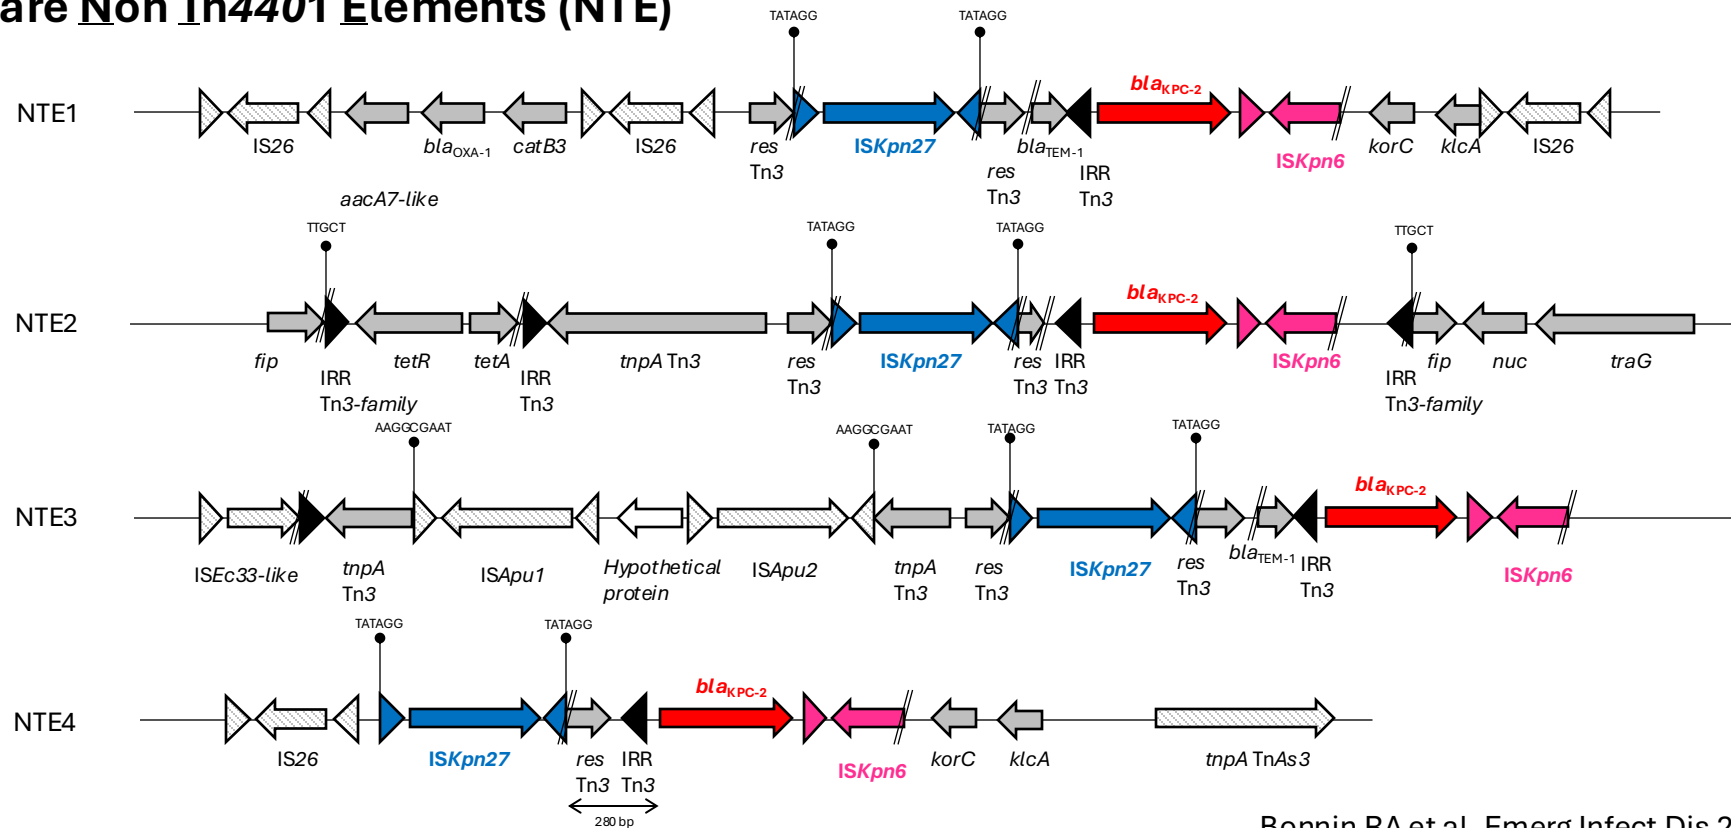 are Non Tn4401 Elements (NTE)
TATAGG TATAGG
NTE1
blaKPC-2
IS26 blaOXA-1 catB3 IS26 res Tn3 ISKpn27 res Tn3 blaTEM-1 IRR Tn3 ISKpn6 korC klcA IS26
aacA7-like
TTGCT TATAGG TATAGG TTGCT
NTE2
blaKPC-2
fip IRR Tn3-family tetR tetA IRR Tn3 tnpA Tn3 res Tn3 ISKpn27 res Tn3 IRR Tn3 ISKpn6 IRR Tn3-family fip nuc traG
AAGGCGAAT AAGGCGAAT TATAGG TATAGG
NTE3
blaKPC-2
ISEc33-like tnpA Tn3 ISApu1 Hypothetical protein ISApu2 tnpA Tn3 res Tn3 ISKpn27 res Tn3 blaTEM-1 IRR Tn3 ISKpn6
TATAGG TATAGG
NTE4
blaKPC-2
IS26 ISKpn27 res Tn3 IRR Tn3 ISKpn6 korC klcA tnpA TnAs3
280 bp
Bonnin RA et al. Emerg Infect Dis 2